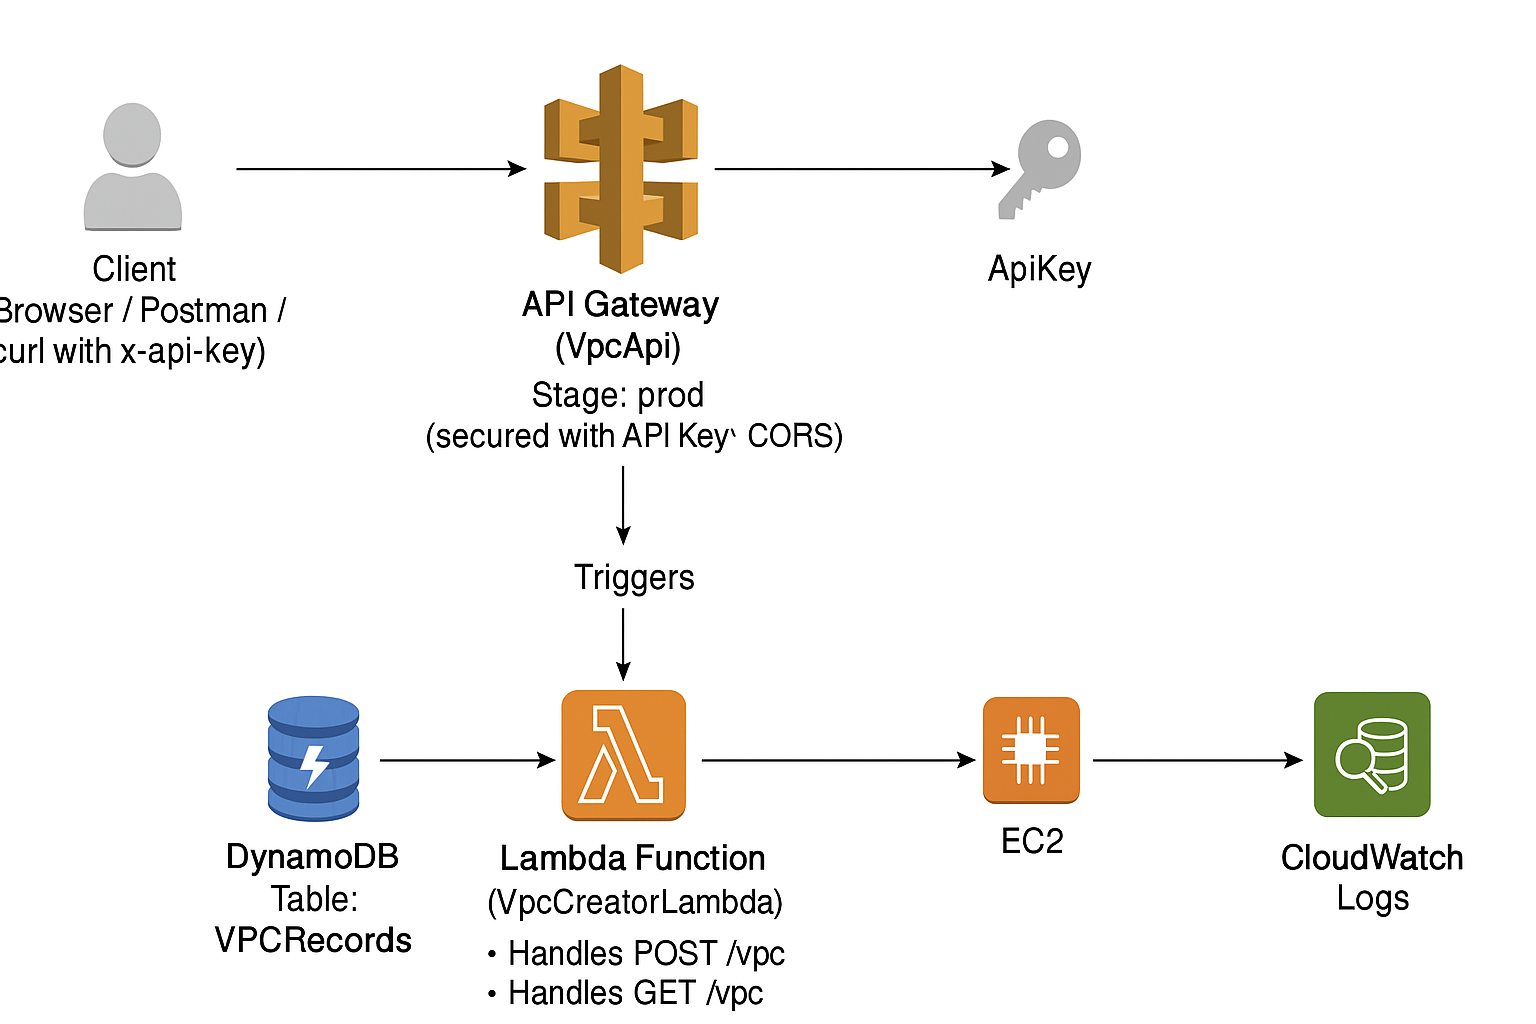 Client
Browser / Postman /
curl with x-api-key)
API Gateway
(VpcApi)
Stage: prod
(secured with API Key` CORS)
ApiKey
Triggers
DynamoDB
Table:
VPCRecords
Lambda Function
(VpcCreatorLambda)
• Handles POST /vpc
• Handles GET /vpc
EC2
CloudWatch
Logs